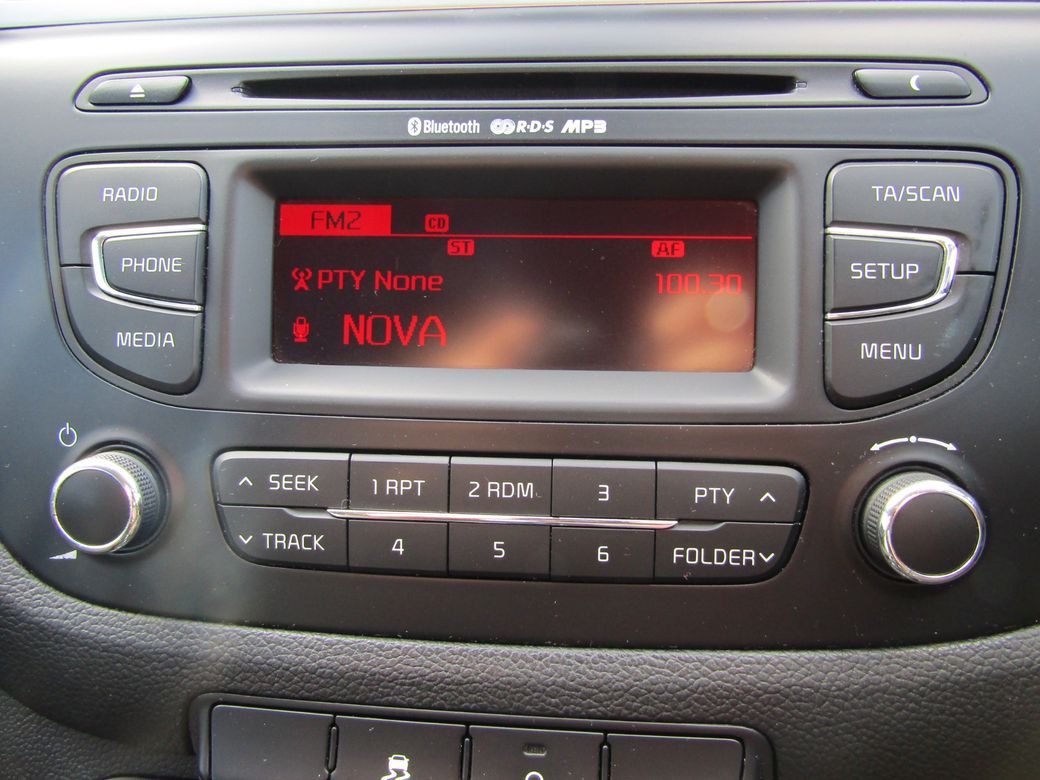 Bluetooth R·D·S MP3
RADIO
PHONE
MEDIA
FM2 CD
ST AF
PTY None 100.30
NOVA
TA/SCAN
SETUP
MENU
SEEK 1 RPT 2 RDM 3 PTY
TRACK 4 5 6 FOLDER